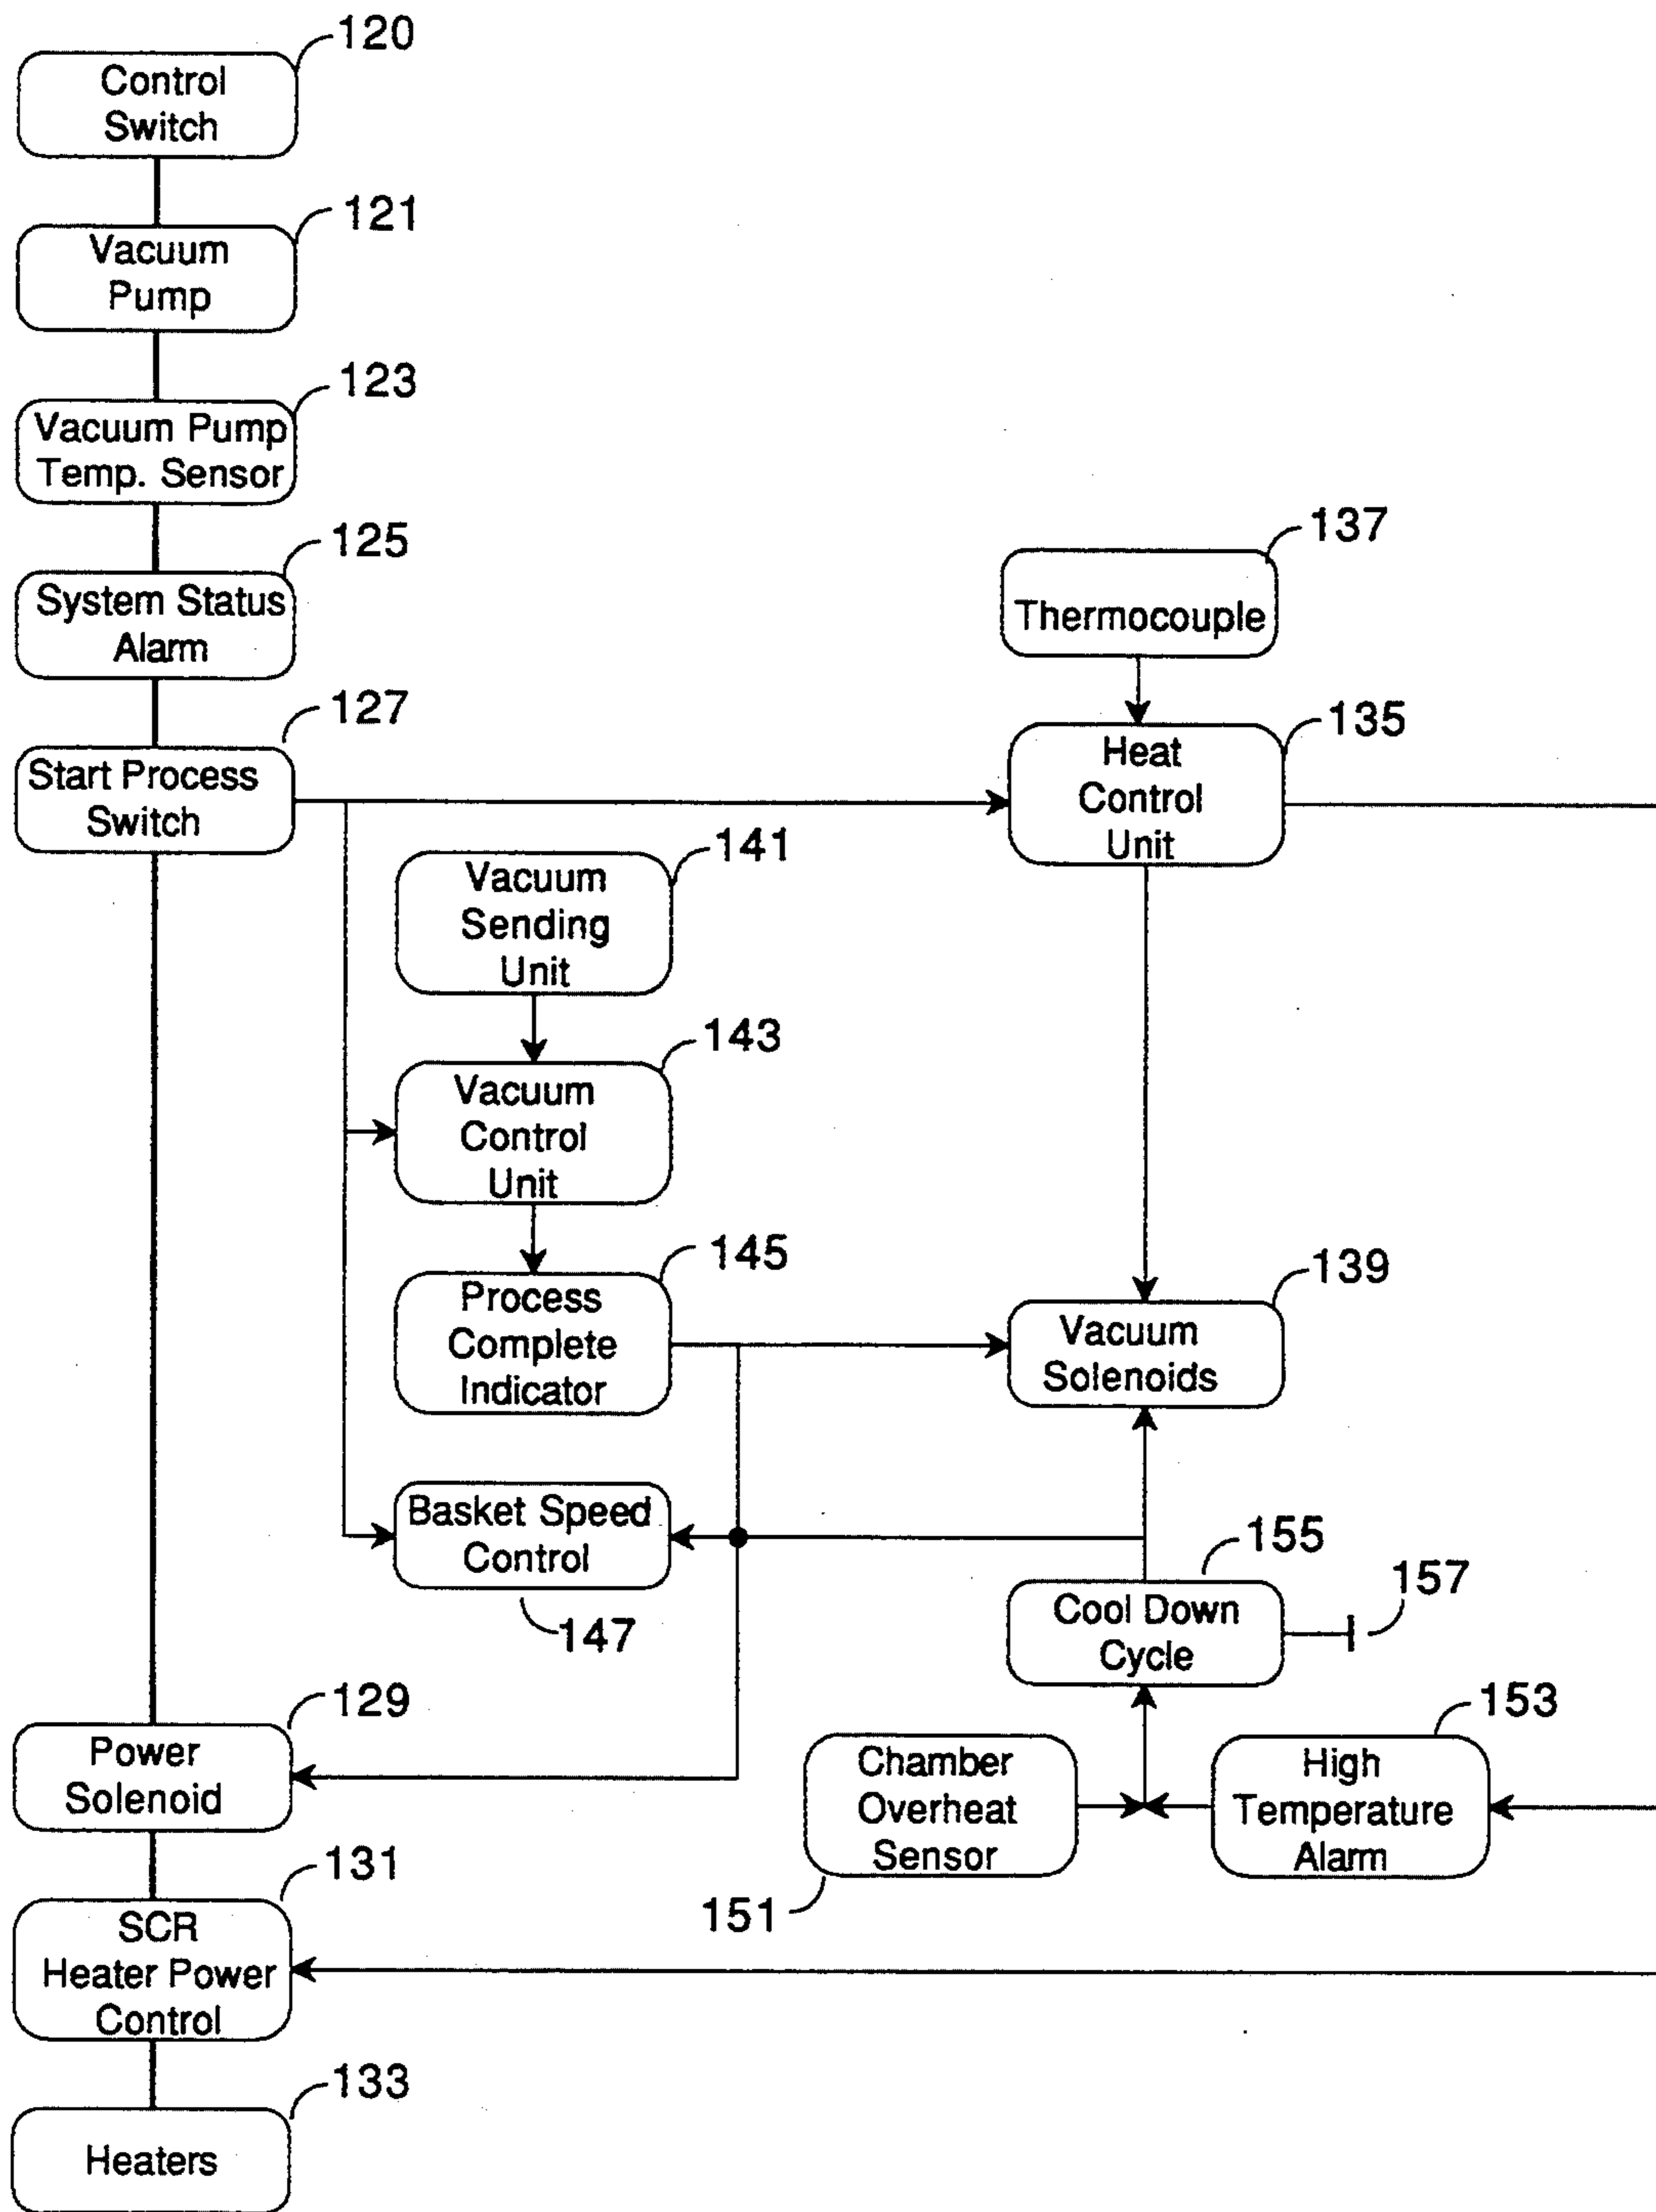 120
Control
Switch
121
Vacuum
Pump
123
Vacuum Pump
Temp. Sensor
125
System Status
Alarm
127
Start Process
Switch
137
Thermocouple
135
Heat
Control
Unit
141
Vacuum
Sending
Unit
143
Vacuum
Control
Unit
145
Process
Complete
Indicator
139
Vacuum
Solenoids
Basket Speed
Control
147
155
Cool Down
Cycle
157
129
Power
Solenoid
Chamber
Overheat
Sensor
151
153
High
Temperature
Alarm
131
SCR
Heater Power
Control
133
Heaters